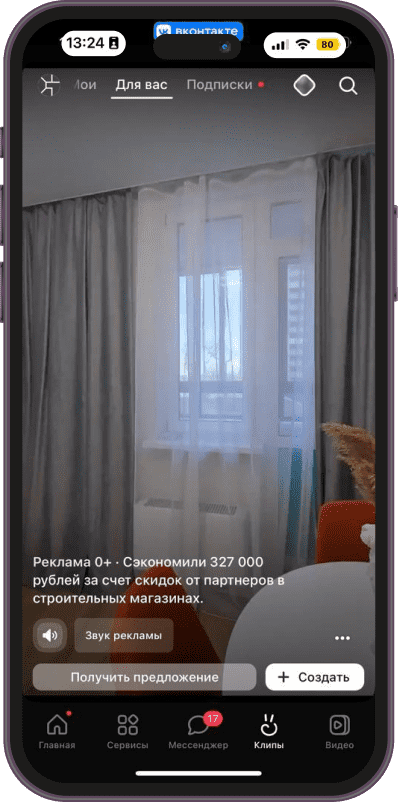 13:24
вконтакте
80
Для вас
Подписки
Реклама 0+ · Сэкономили 327 000
рублей за счет скидок от партнеров в
строительных магазинах.
Звук рекламы
Получить предложение
+ Создать
17
Главная
Сервисы
Мессенджер
Клипы
Видео